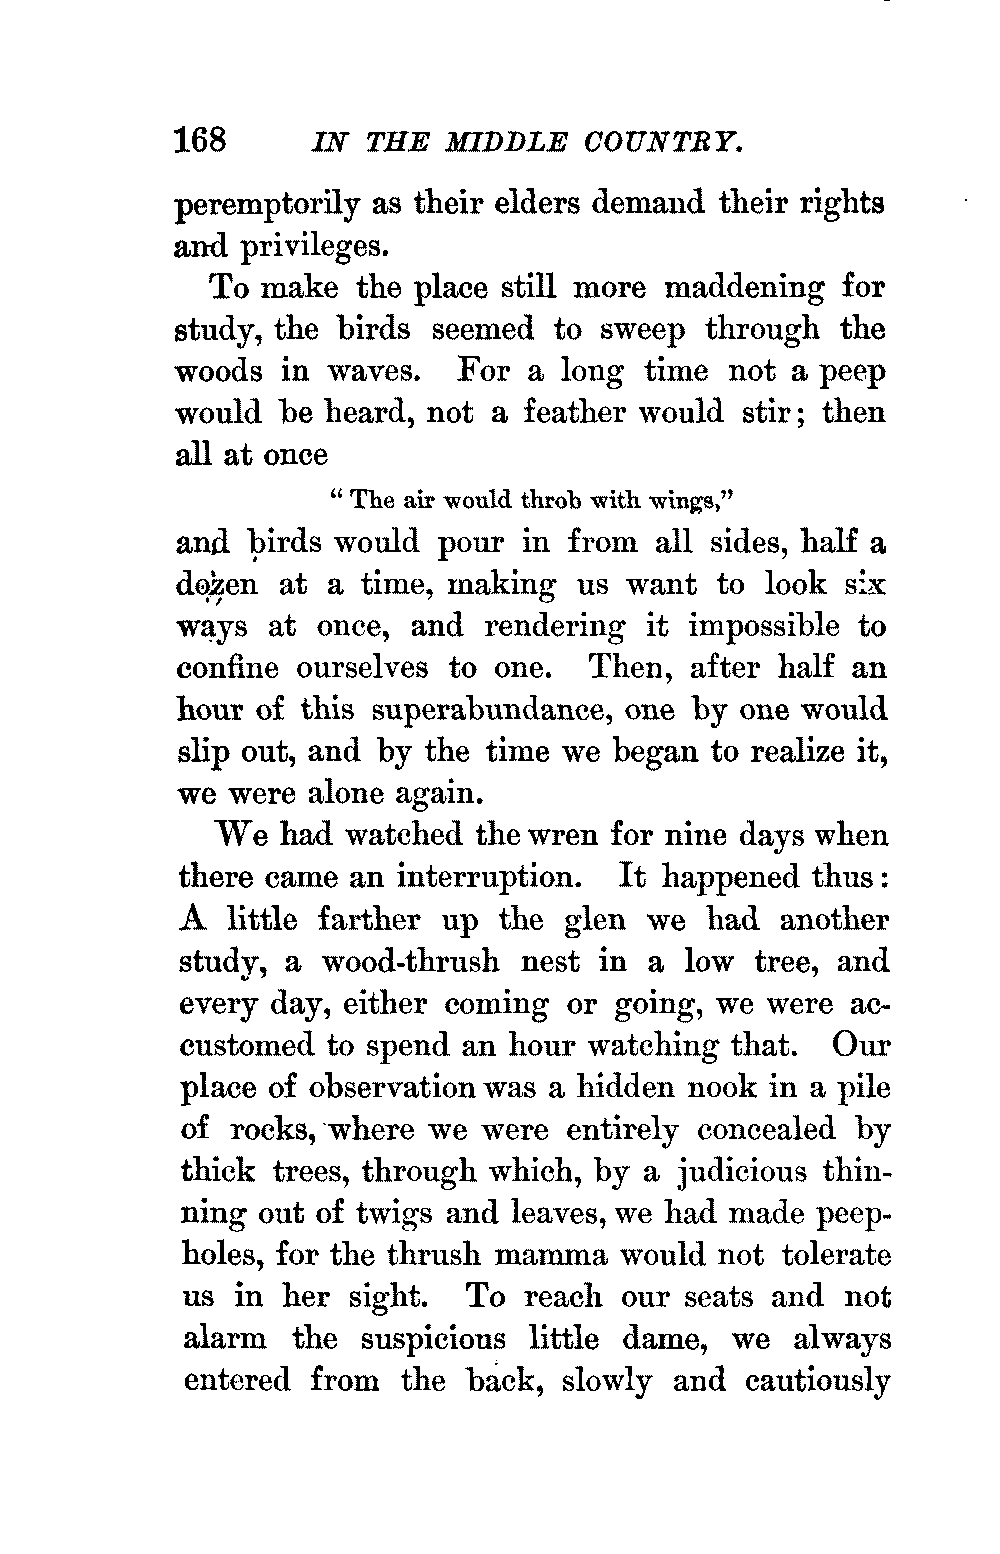 168 IN THE MIDDLE COUNTRY.
peremptorily as their elders demand their rights
and privileges.
To make the place still more maddening for
study, the birds seemed to sweep through the
woods in waves. For a long time not a peep
would be heard, not a feather would stir; then
all at once
“ The air would throb with wings,”
and birds would pour in from all sides, half a
dozen at a time, making us want to look six
ways at once, and rendering it impossible to
confine ourselves to one. Then, after half an
hour of this superabundance, one by one would
slip out, and by the time we began to realize it,
we were alone again.
We had watched the wren for nine days when
there came an interruption. It happened thus:
A little farther up the glen we had another
study, a wood-thrush nest in a low tree, and
every day, either coming or going, we were ac-
customed to spend an hour watching that. Our
place of observation was a hidden nook in a pile
of rocks, where we were entirely concealed by
thick trees, through which, by a judicious thin-
ning out of twigs and leaves, we had made peep-
holes, for the thrush mamma would not tolerate
us in her sight. To reach our seats and not
alarm the suspicious little dame, we always
entered from the back, slowly and cautiously